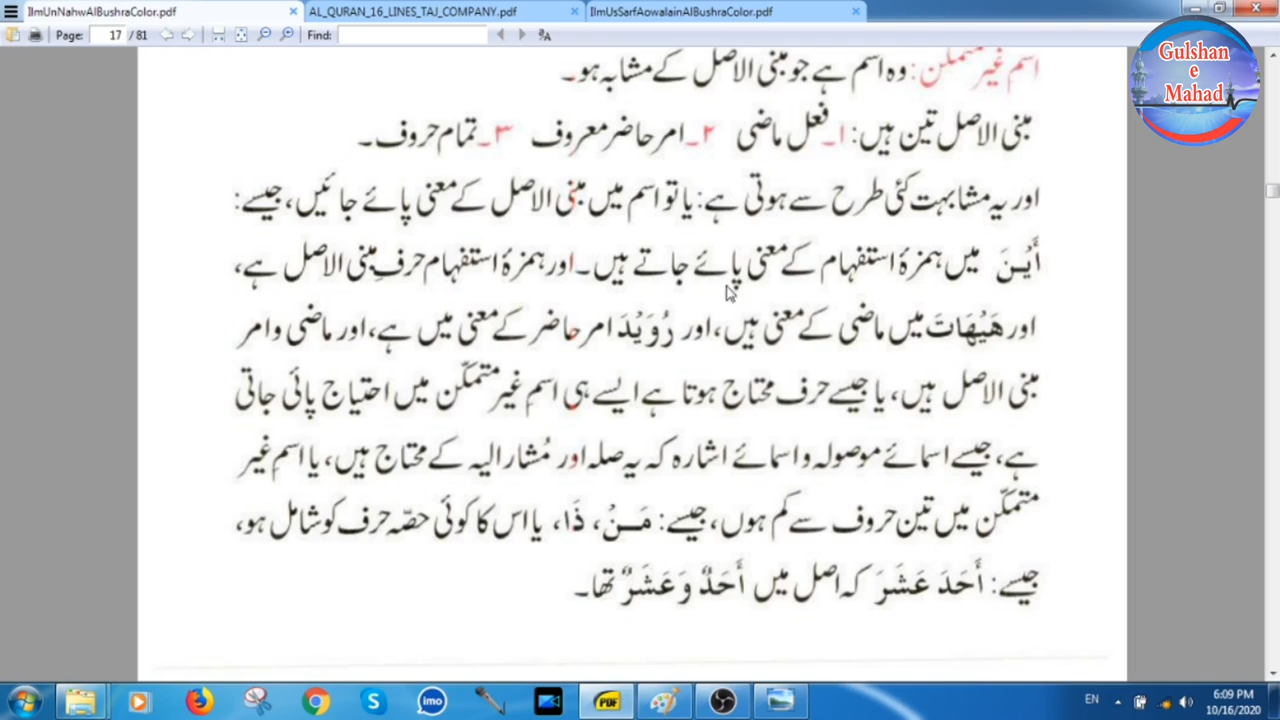 IlmUnNahwAlBushraColor.pdf
AL_QURAN_16_LINES_TAJ_COMPANY.pdf
IlmUsSarfAowalainAlBushraColor.pdf
Page: 17 / 81
Find:
Gulshan
e
Mahad
اسم غیر متمکن: وہ اسم ہے جو مبنی الاصل کے مشابہ ہو۔
مبنی الاصل تین ہیں: ۱۔ فعل ماضی ۲۔ امر حاضر معروف ۳۔ تمام حروف۔
اور یہ مشابہت کئی طرح سے ہوتی ہے: یا تو اسم میں مبنی الاصل کے معنی پائے جائیں، جیسے:
أَیْنَ میں ہمزۂ استفہام کے معنی پائے جاتے ہیں۔ اور ہمزۂ استفہام حرفِ مبنی الاصل ہے،
اور هَیْهَاتَ میں ماضی کے معنی ہیں، اور رُوَیْدَ امر حاضر کے معنی میں ہے، اور ماضی و امر
مبنی الاصل ہیں، یا جیسے حرف محتاج ہوتا ہے ایسے ہی اسمِ غیر متمکّن میں احتیاج پائی جاتی
ہے، جیسے اسمائے موصولہ و اسمائے اشارہ کہ یہ صلہ اور مُشار الیہ کے محتاج ہیں، یا اسمِ غیر
متمکّن میں تین حروف سے کم ہوں، جیسے: مَنْ، ذَا، یا اس کا کوئی حصّہ حرف کو شامل ہو،
جیسے: أَحَدَ عَشَرَ کہ اصل میں أَحَدٌ وَعَشَرٌ تھا۔
imo
PDF
EN
6:09 PM
10/16/2020